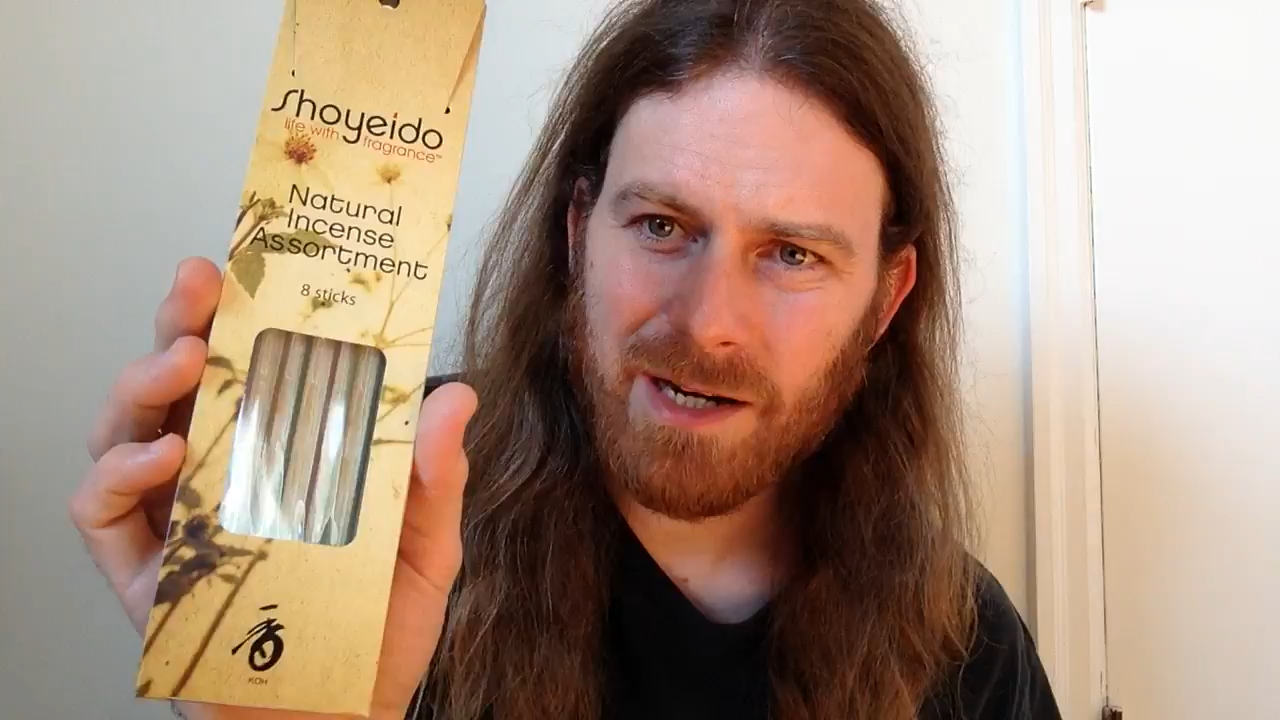 Shoyeido
life with fragrance™
Natural
Incense
Assortment
8 sticks
香
KOH